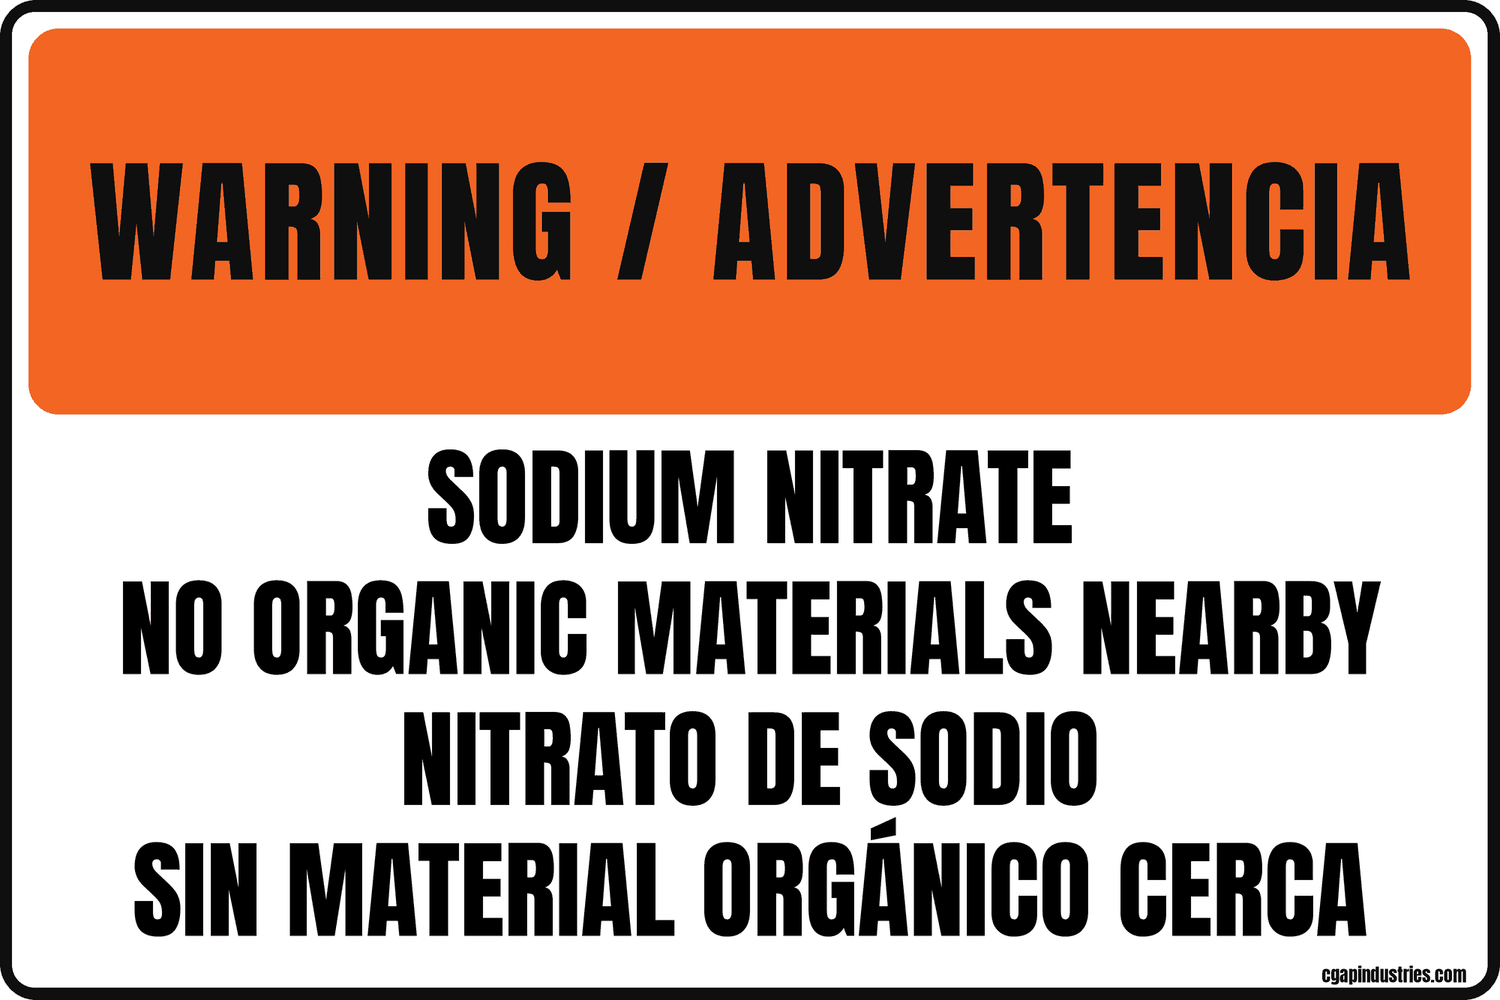 WARNING / ADVERTENCIA
SODIUM NITRATE
NO ORGANIC MATERIALS NEARBY
NITRATO DE SODIO
SIN MATERIAL ORGÁNICO CERCA
cgapindustries.com